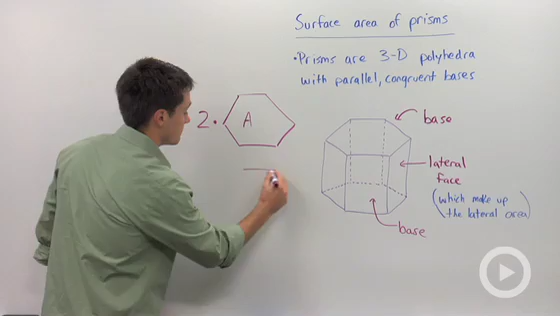 Surface area of prisms
•Prisms are 3-D polyhedra
with parallel, congruent bases
2• A
base
lateral
face
(which make up
the lateral area)
base